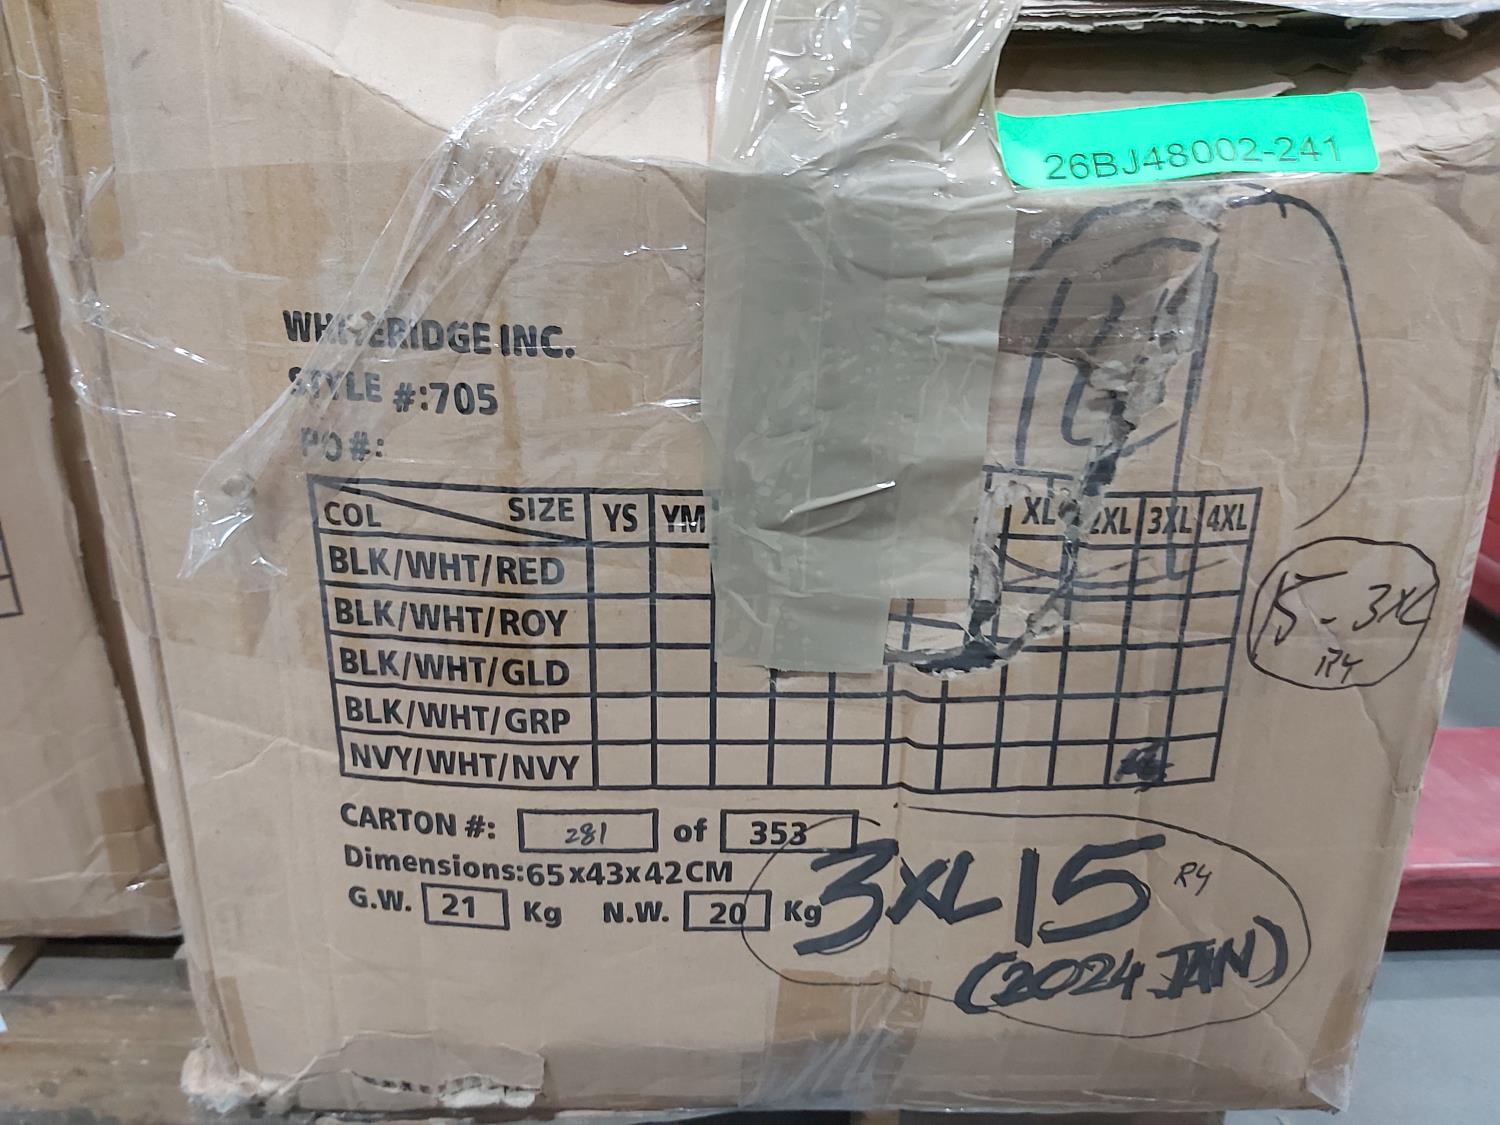 26BJ48002-241
WHITERIDGE INC.
STYLE #:705
PO #:
COL SIZE YS YM XL 2XL 3XL 4XL
BLK/WHT/RED
BLK/WHT/ROY
BLK/WHT/GLD
BLK/WHT/GRP
NVY/WHT/NVY
15-3XL
R4
CARTON #: 281 of 353
Dimensions:65x43x42CM
G.W. 21 Kg N.W. 20 Kg
3XL 15 R4
(2024 JAN)